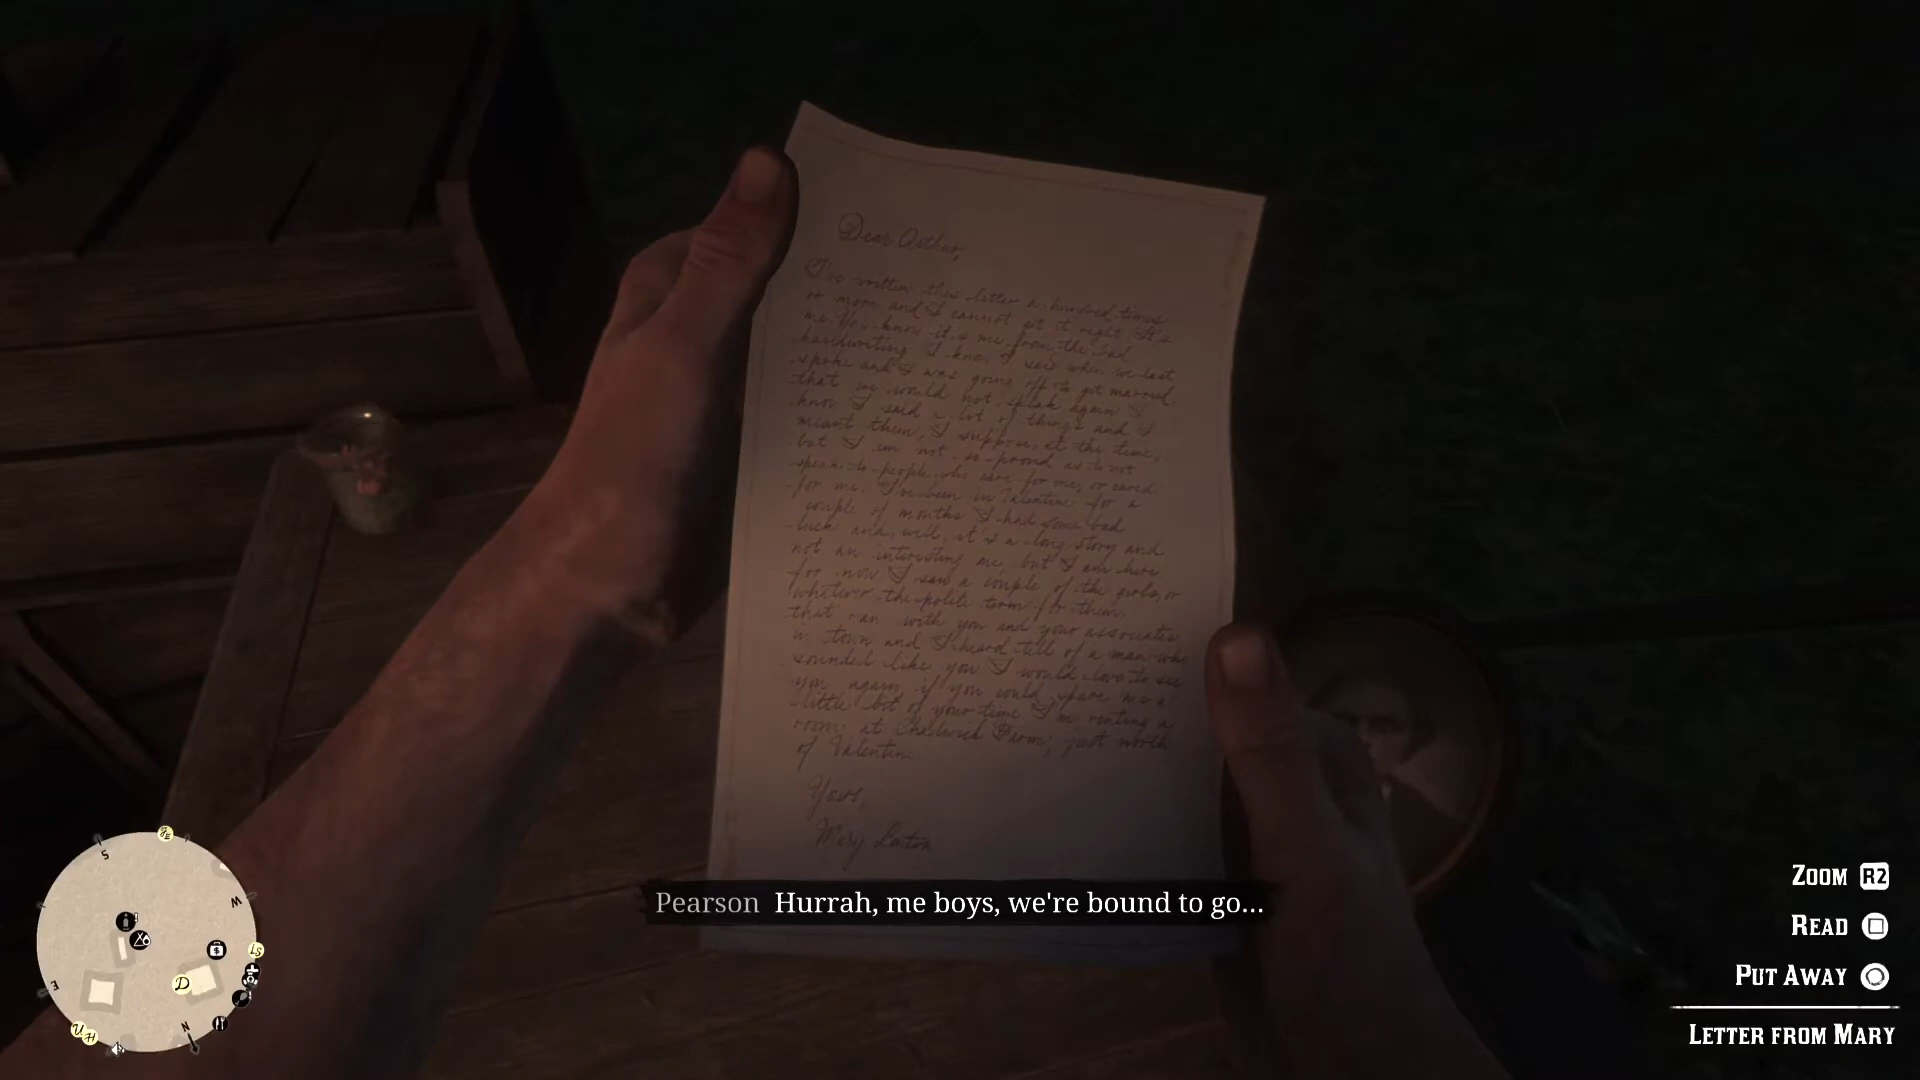 Dear Arthur,
I've written this letter a hundred times
or more and I cannot get it right. It's
me. You know it's me from the bad
handwriting. I know I said when we last
spoke and I was going off to get married,
that we would not speak again. I
know I said a lot of things and I
meant them, I suppose, at the time,
but I am not so proud as to not
speak to people who care for me, or cared
for me. I've been in Valentine for a
couple of months. I had some bad
luck and, well, it's a long story and
not an interesting one, but I am here
for now. I saw a couple of the girls, or
whatever the polite term for them,
that ran with you and your associates
in town and I heard tell of a man who
sounded like you. I would love to see
you again, if you could spare me a
little bit of your time. I'm renting a
room at Chadwick Farm, just north
of Valentine.
Yours,
Mary Linton
Pearson Hurrah, me boys, we're bound to go...
ZOOM R2
READ
PUT AWAY
LETTER FROM MARY
S
W
E
N
D
LS
U
H
$